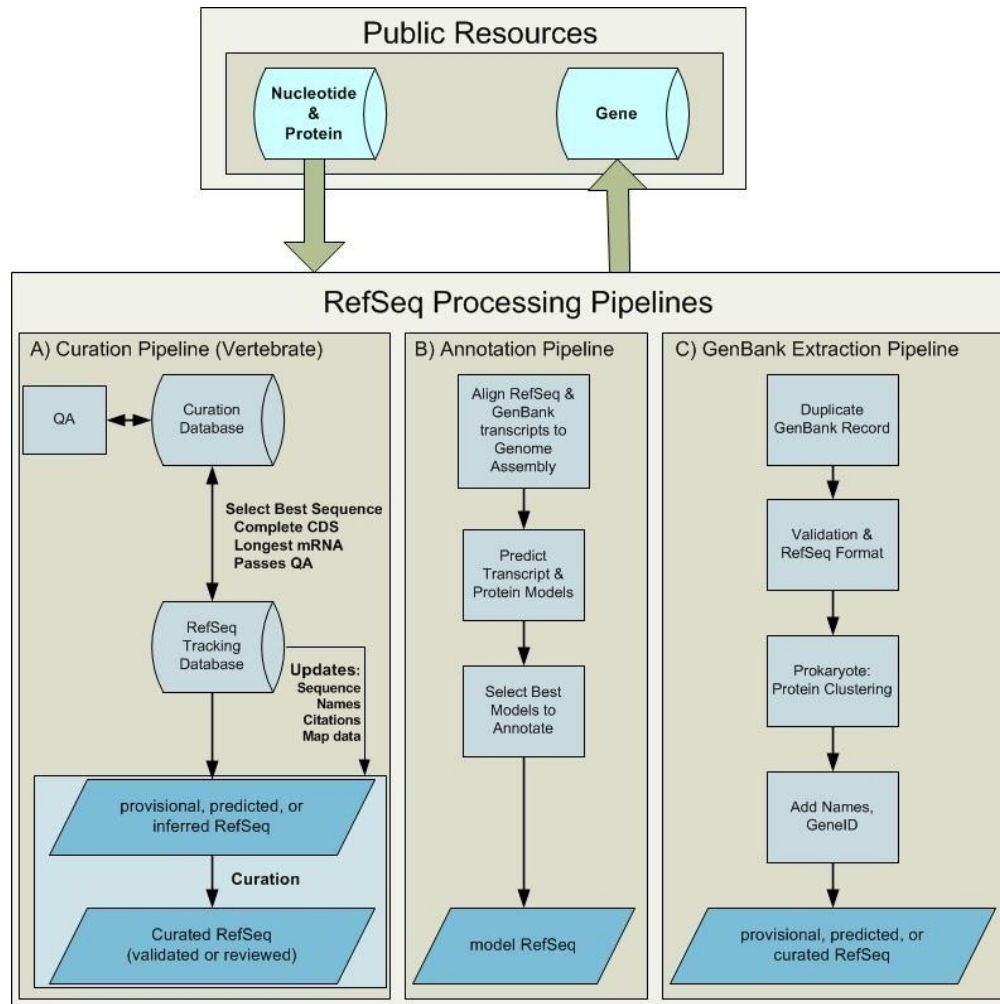 Public Resources
Nucleotide
&
Protein
Gene
RefSeq Processing Pipelines
A) Curation Pipeline (Vertebrate)
QA
Curation
Database
Select Best Sequence
Complete CDS
Longest mRNA
Passes QA
RefSeq
Tracking
Database
Updates:
Sequence
Names
Citations
Map data
provisional, predicted, or
inferred RefSeq
Curation
Curated RefSeq
(validated or reviewed)
B) Annotation Pipeline
Align RefSeq &
GenBank
transcripts to
Genome
Assembly
Predict
Transcript &
Protein Models
Select Best
Models to
Annotate
model RefSeq
C) GenBank Extraction Pipeline
Duplicate
GenBank Record
Validation &
RefSeq Format
Prokaryote:
Protein Clustering
Add Names,
GeneID
provisional, predicted, or
curated RefSeq